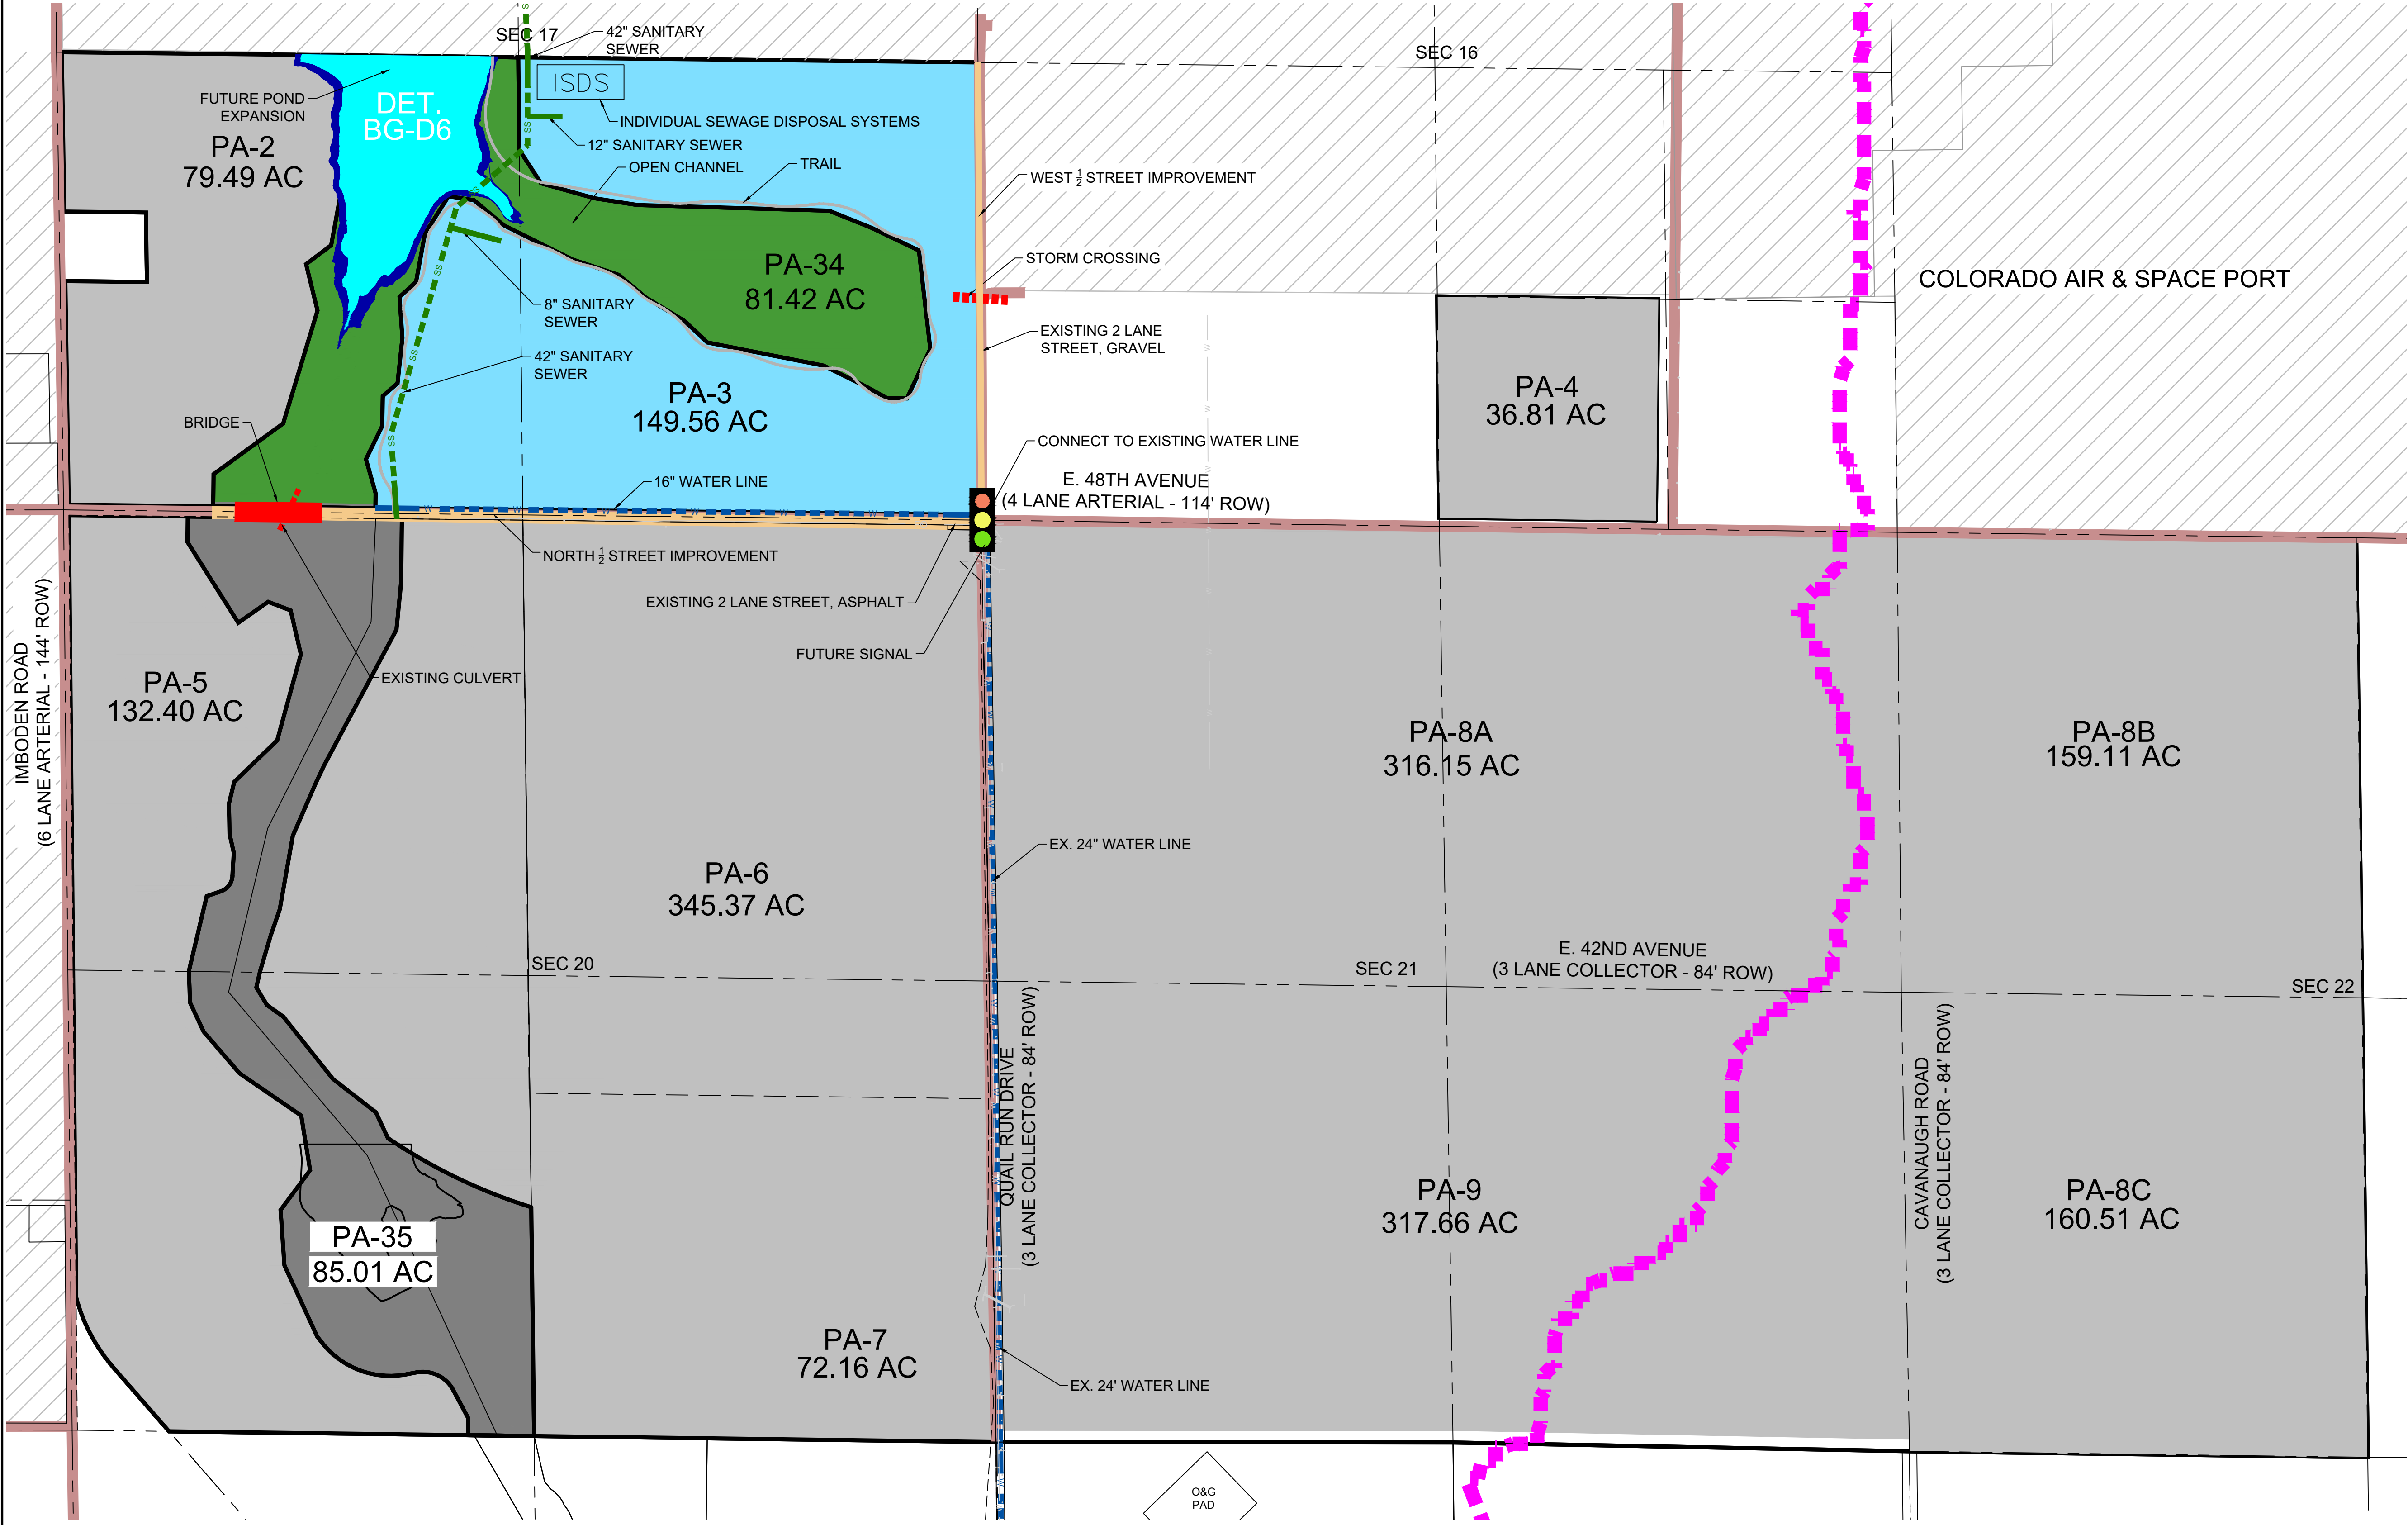 SEC 17
42" SANITARY
SEWER
SEC 16
ISDS
FUTURE POND
EXPANSION
DET.
BG-D6
INDIVIDUAL SEWAGE DISPOSAL SYSTEMS
12" SANITARY SEWER
OPEN CHANNEL
TRAIL
PA-2
79.49 AC
WEST 1/2 STREET IMPROVEMENT
STORM CROSSING
COLORADO AIR & SPACE PORT
PA-34
81.42 AC
8" SANITARY
SEWER
EXISTING 2 LANE
STREET, GRAVEL
42" SANITARY
SEWER
PA-3
149.56 AC
PA-4
36.81 AC
BRIDGE
CONNECT TO EXISTING WATER LINE
16" WATER LINE
E. 48TH AVENUE
(4 LANE ARTERIAL - 114' ROW)
NORTH 1/2 STREET IMPROVEMENT
EXISTING 2 LANE STREET, ASPHALT
FUTURE SIGNAL
EXISTING CULVERT
IMBODEN ROAD
(6 LANE ARTERIAL - 144' ROW)
PA-5
132.40 AC
PA-8A
316.15 AC
PA-8B
159.11 AC
EX. 24" WATER LINE
PA-6
345.37 AC
SEC 20
SEC 21
E. 42ND AVENUE
(3 LANE COLLECTOR - 84' ROW)
SEC 22
QUAIL RUN DRIVE
(3 LANE COLLECTOR - 84' ROW)
CAVANAUGH ROAD
(3 LANE COLLECTOR - 84' ROW)
PA-9
317.66 AC
PA-8C
160.51 AC
PA-35
85.01 AC
PA-7
72.16 AC
EX. 24' WATER LINE
O&G
PAD
SS
SS
SS
SS
SS
S
W
W
W
W
W